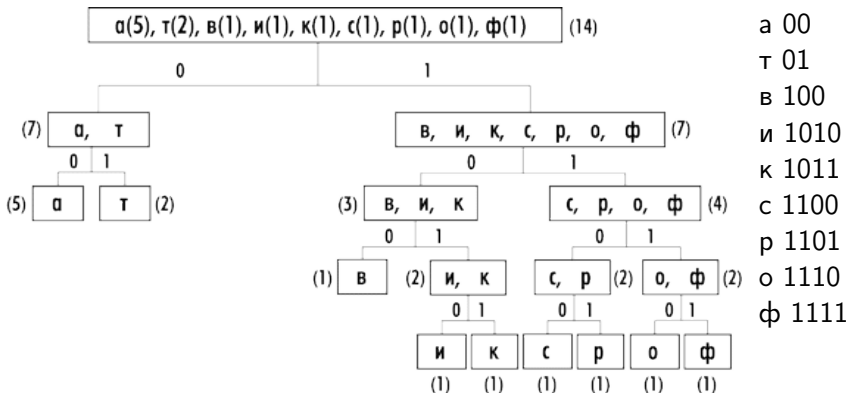 а(5), т(2), в(1), и(1), к(1), с(1), р(1), о(1), ф(1) (14)
0 1
(7) а, т
в, и, к, с, р, о, ф (7)
0 1
0 1
(5) а
т (2)
(3) в, и, к
с, р, о, ф (4)
0 1
0 1
(1) в
(2) и, к
с, р (2)
о, ф (2)
0 1
0 1
0 1
и к с р о ф
(1) (1) (1) (1) (1) (1)
а 00
т 01
в 100
и 1010
к 1011
с 1100
р 1101
о 1110
ф 1111